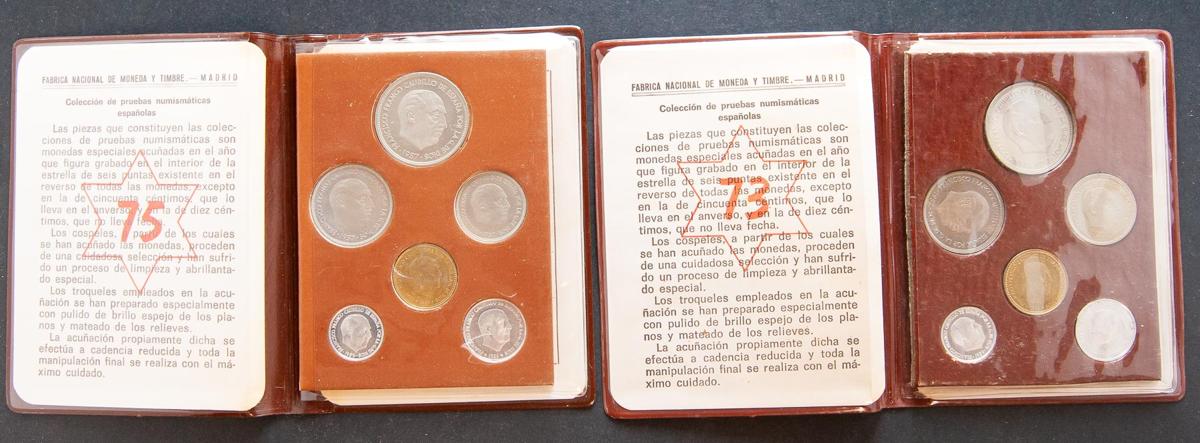 FABRICA NACIONAL DE MONEDA Y TIMBRE. — MADRID
Colección de pruebas numismáticas
españolas
Las piezas que constituyen las colec-
ciones de pruebas numismáticas son
monedas especiales acuñadas en el año
que figura grabado en el interior de la
estrella de seis puntas existente en el
reverso de todas las monedas, excepto
en la de cincuenta céntimos, que lo
lleva en el anverso, y en la de diez cén-
timos, que no lleva fecha.
Los cospeles, a partir de los cuales
se han acuñado las monedas, proceden
de una cuidadosa selección y han sufri-
do un proceso de limpieza y abrillanta-
do especial.
Los troqueles empleados en la acu-
ñación se han preparado especialmente
con pulido de brillo espejo de los pla-
nos y mateado de los relieves.
La acuñación propiamente dicha se
efectúa a cadencia reducida y toda la
manipulación final se realiza con el má-
ximo cuidado.
75
FRANCISCO FRANCO CAUDILLO DE ESPAÑA POR LA G. DE DIOS 1957
FABRICA NACIONAL DE MONEDA Y TIMBRE. — MADRID
Colección de pruebas numismáticas
españolas
Las piezas que constituyen las colec-
ciones de pruebas numismáticas son
monedas especiales acuñadas en el año
que figura grabado en el interior de la
estrella de seis puntas existente en el
reverso de todas las monedas, excepto
en la de cincuenta céntimos, que lo
lleva en el anverso, y en la de diez cén-
timos, que no lleva fecha.
Los cospeles, a partir de los cuales
se han acuñado las monedas, proceden
de una cuidadosa selección y han sufri-
do un proceso de limpieza y abrillanta-
do especial.
Los troqueles empleados en la acu-
ñación se han preparado especialmente
con pulido de brillo espejo de los pla-
nos y mateado de los relieves.
La acuñación propiamente dicha se
efectúa a cadencia reducida y toda la
manipulación final se realiza con el má-
ximo cuidado.
73